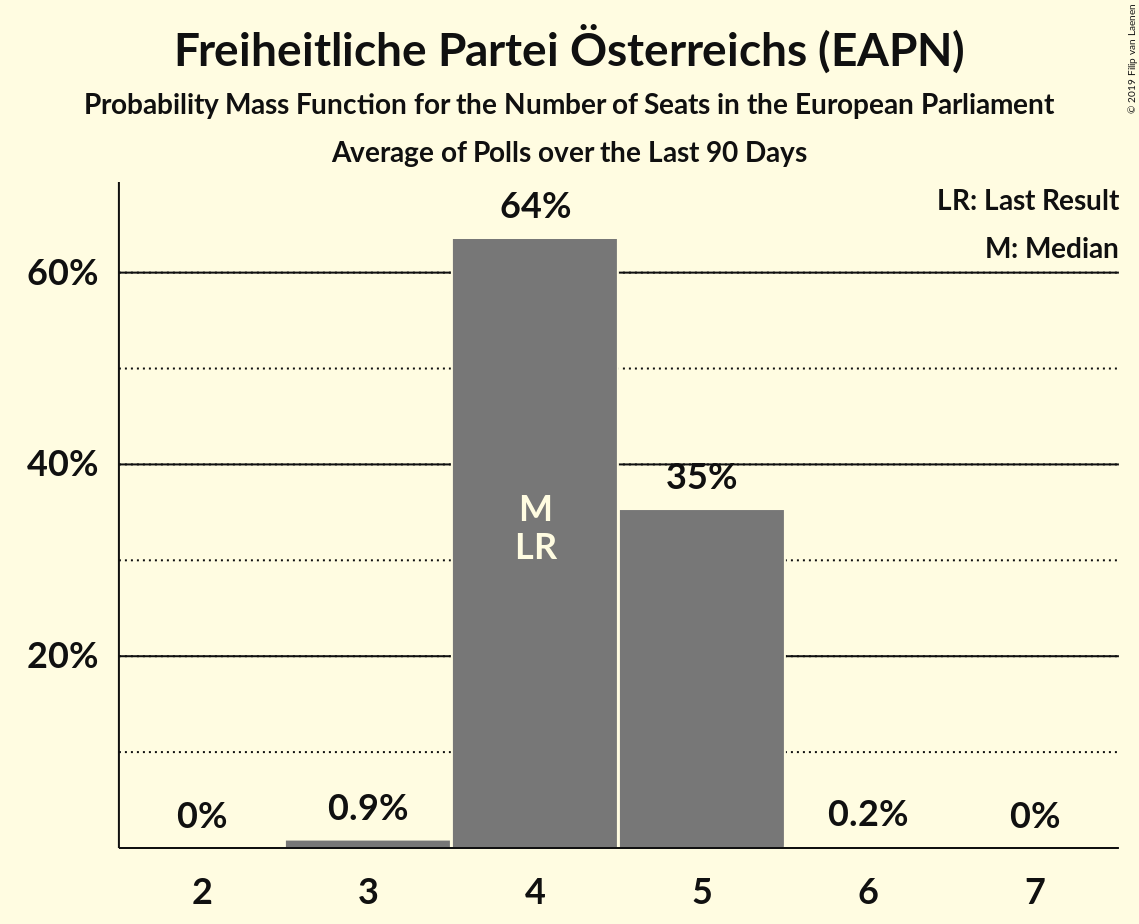 Freiheitliche Partei Österreichs (EAPN)
Probability Mass Function for the Number of Seats in the European Parliament
Average of Polls over the Last 90 Days
© 2019 Filip van Laenen
LR: Last Result
M: Median
60%
40%
20%
0%
0.9%
64%
M
LR
35%
0.2%
0%
2
3
4
5
6
7